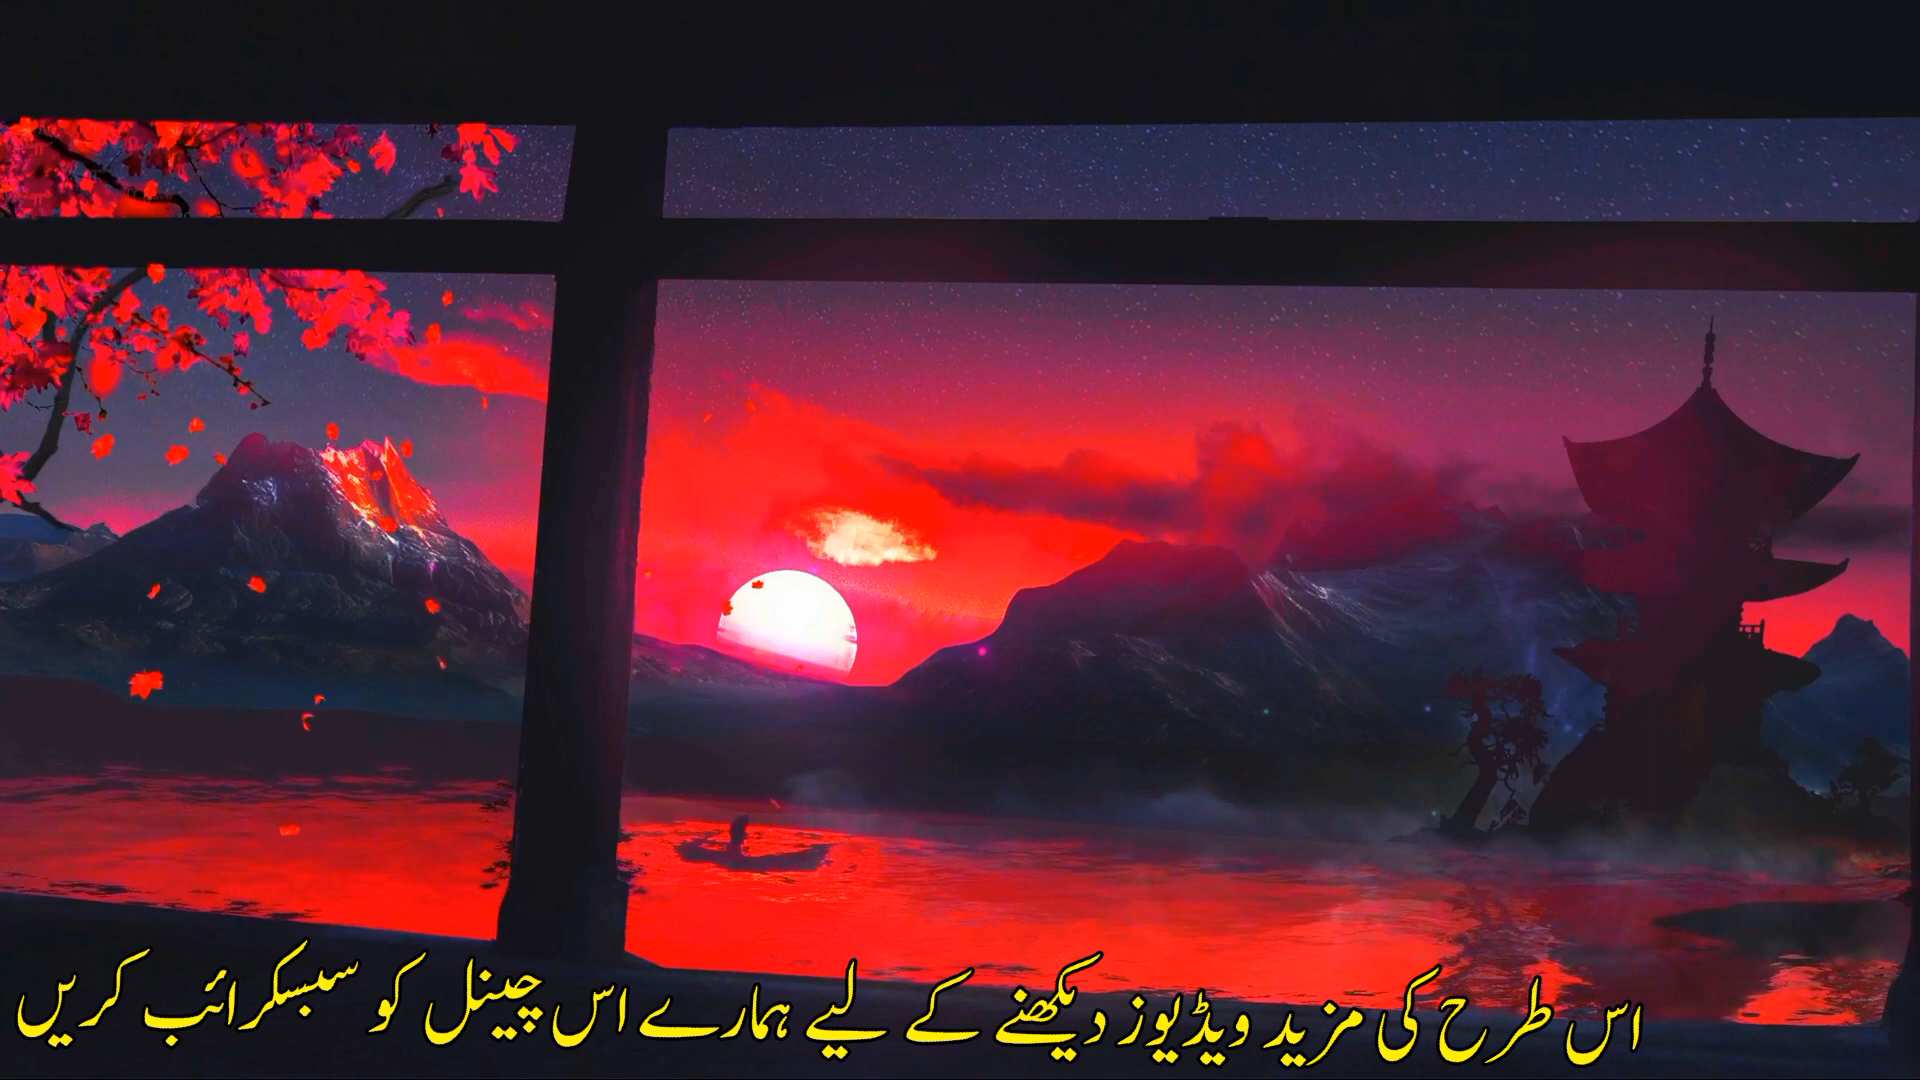 اس طرح کی مزید ویڈیوز دیکھنے کے لیے ہمارے اس چینل کو سبسکرائب کریں